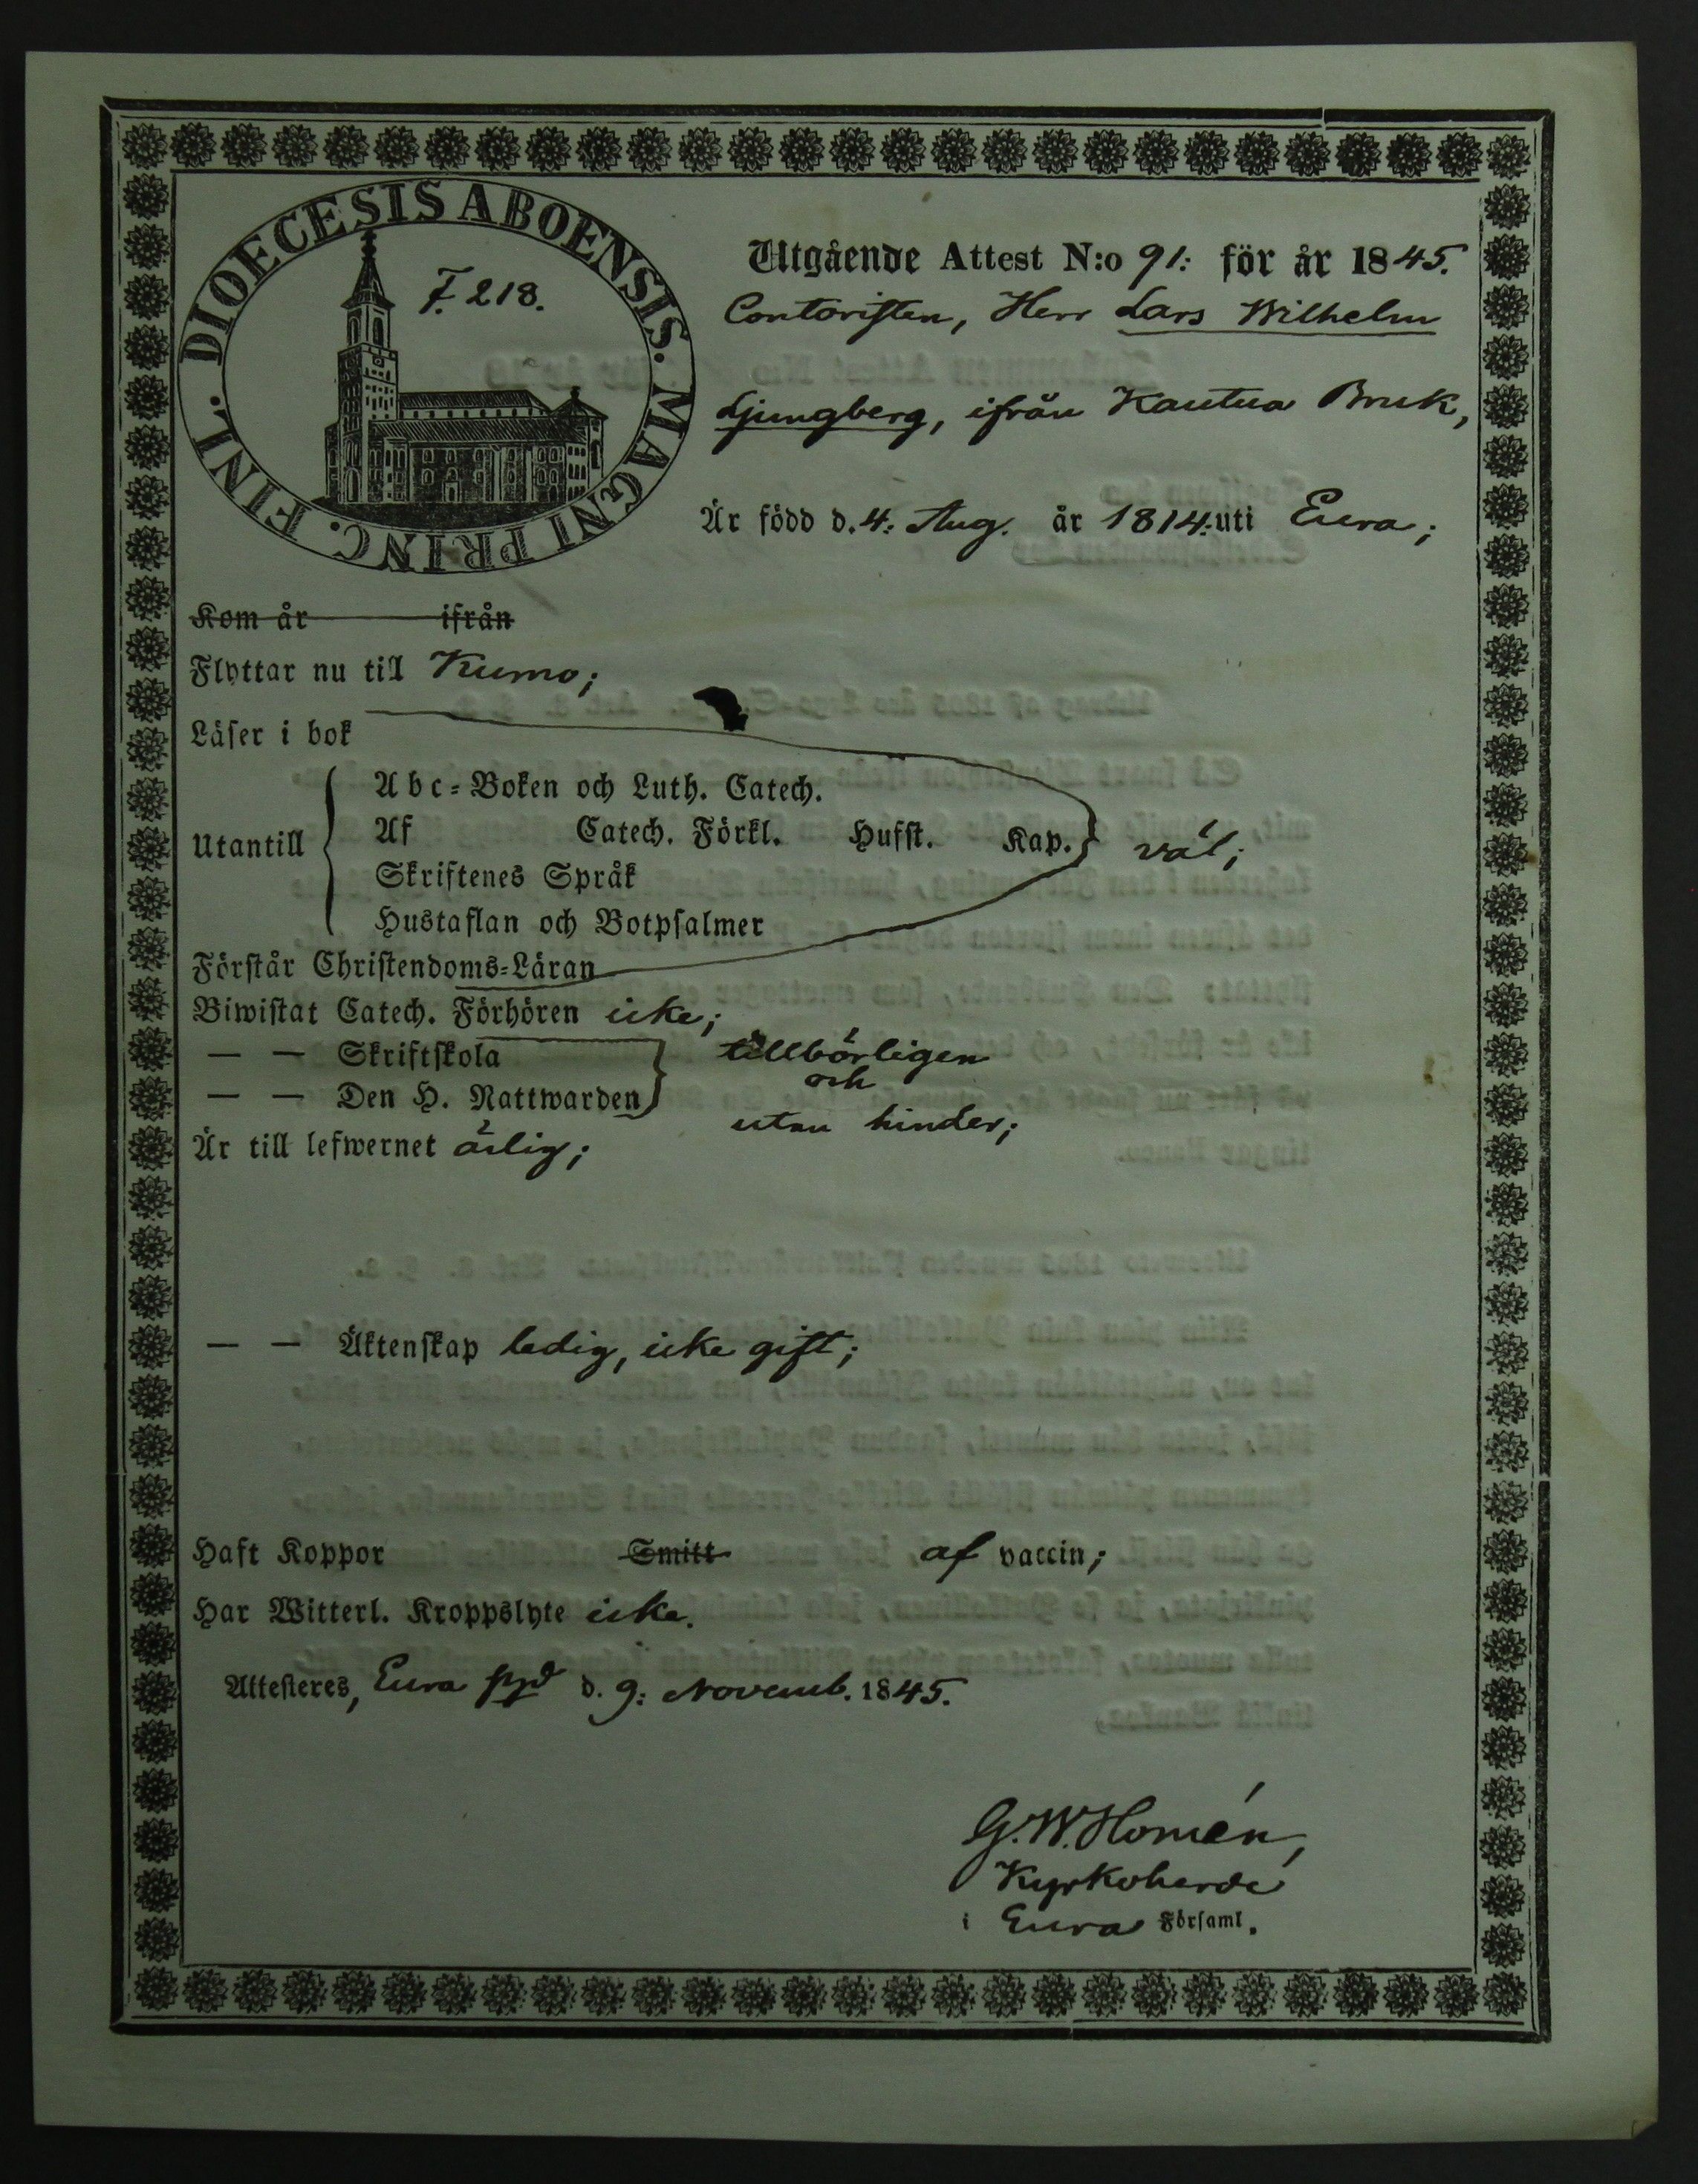 DIOECESIS ABOENSIS. MAGNI PRINC. FINL.
F. 218.
Utgående Attest N:o 91: för år 1845.
Contoristen, Herr Lars Wilhelm
Ljungberg, ifrån Kautua Bruk,
Är född d. 4: Aug. år 1814: uti Eura;
Kom år ifrån
Flyttar nu till Kumo;
Läser i bok
Utantill
Abc-Boken och Luth. Catech.
Af Catech. Förkl. Hufst. Kap. väl;
Skriftenes Språk
Hustaflan och Botpsalmer
Förstår Christendoms-Läran
Biwistat Catech. Förhören icke;
— — Skriftskola tillbörligen
och
— — Den H. Nattwarden utan hinder;
Är till lefwernet ärlig;
— — Äktenskap ledig, icke gift;
Haft Koppor Smitt af vaccin;
Har Witterl. Kroppslyte icke.
Attesteres, Eura pgd d. 9: Novemb. 1845.
G. W. Homén,
Kyrkoherde
i Eura Församl.